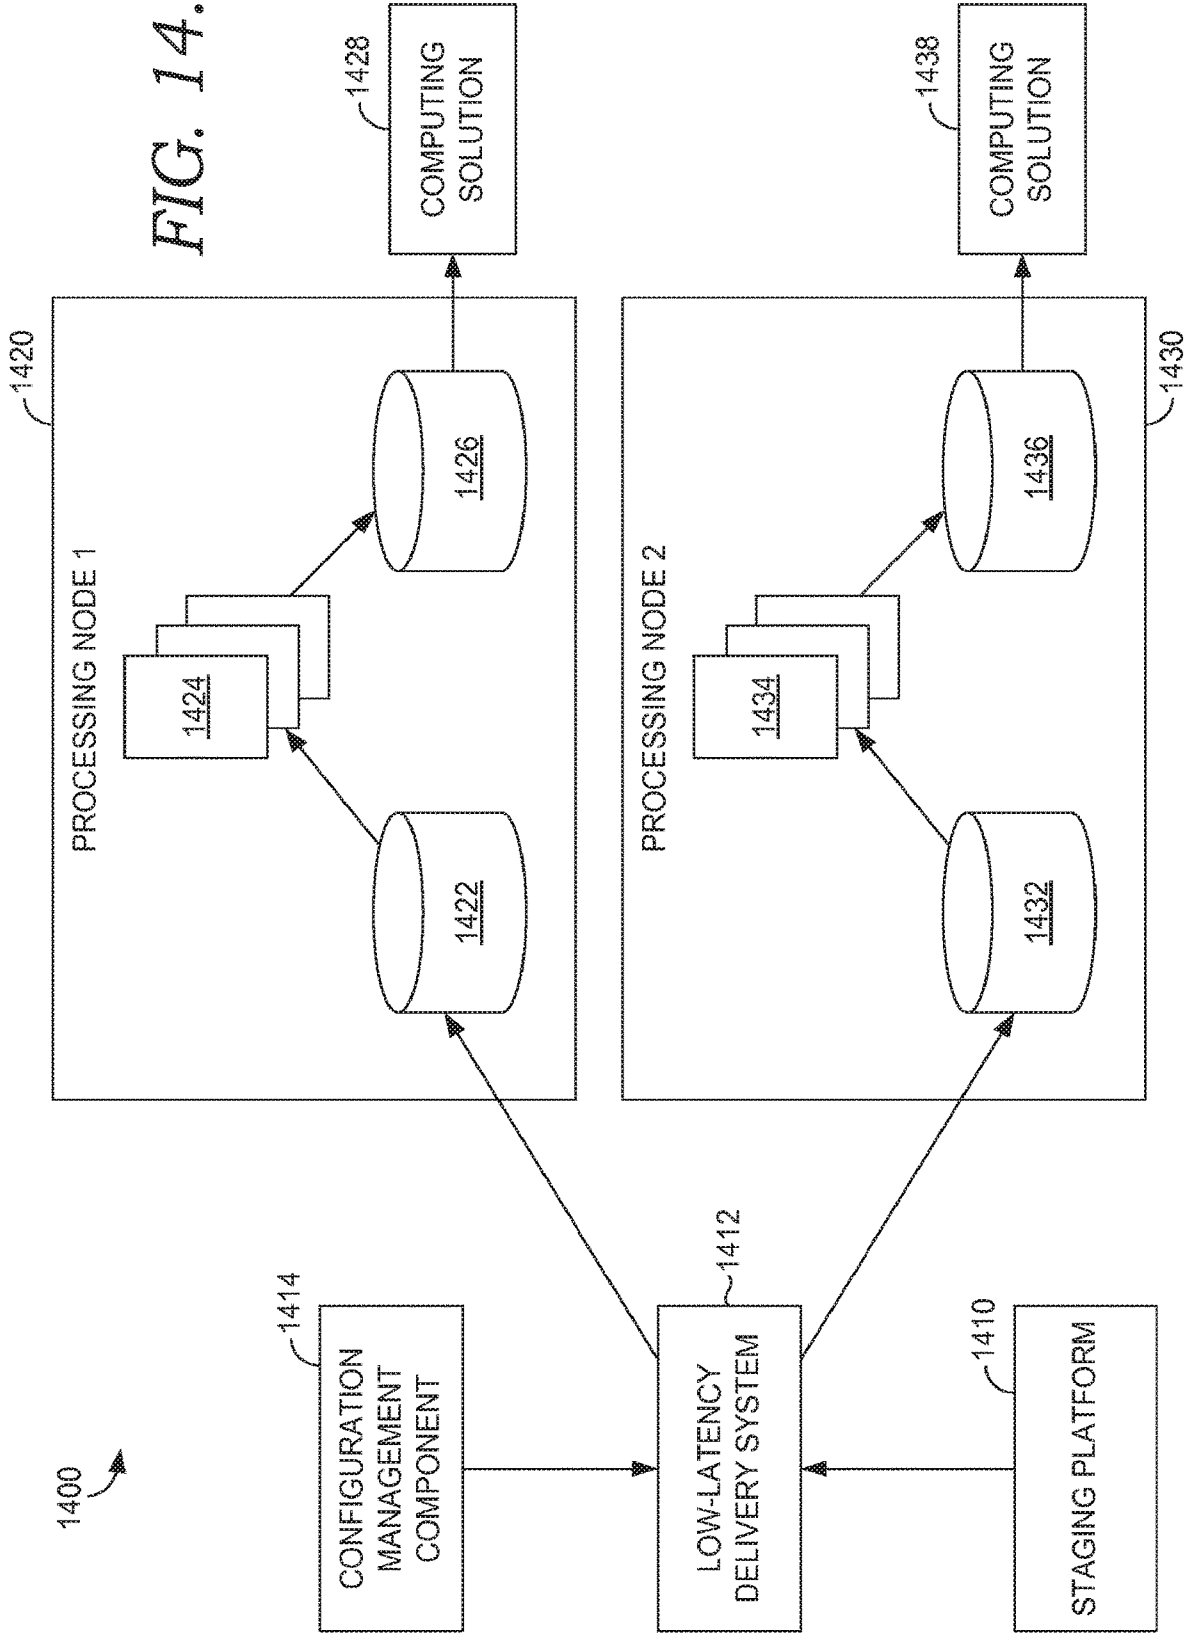 1400
CONFIGURATION
MANAGEMENT
COMPONENT
1414
LOW-LATENCY
DELIVERY SYSTEM
1412
STAGING PLATFORM
1410
PROCESSING NODE 1
1420
1422
1424
1426
COMPUTING
SOLUTION
1428
PROCESSING NODE 2
1430
1432
1434
1436
COMPUTING
SOLUTION
1438
FIG. 14.